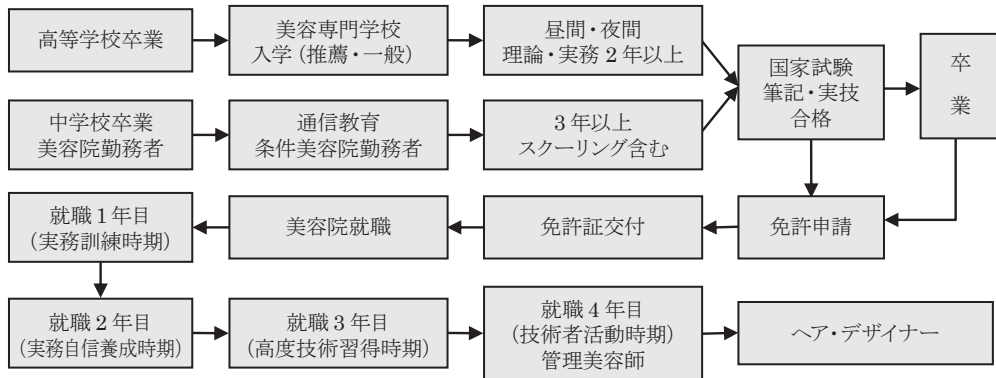 高等学校卒業
美容専門学校
入学(推薦・一般)
昼間・夜間
理論・実務2年以上
国家試験
筆記・実技
合格
卒
業
中学校卒業
美容院勤務者
通信教育
条件美容院勤務者
3年以上
スクーリング含む
就職1年目
(実務訓練時期)
美容院就職
免許証交付
免許申請
就職2年目
(実務自信養成時期)
就職3年目
(高度技術習得時期)
就職4年目
(技術者活動時期)
管理美容師
ヘア・デザイナー